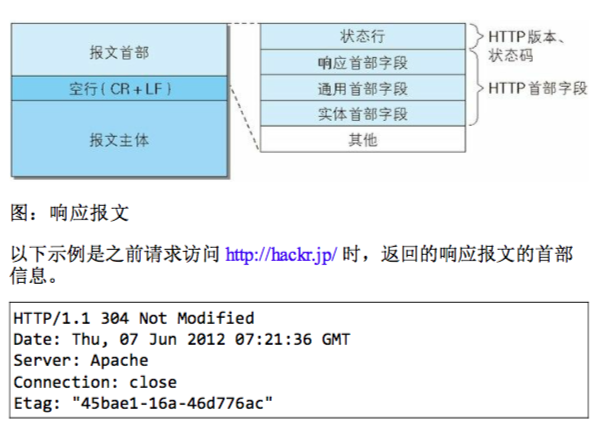 报文首部
空行(CR+LF)
报文主体
状态行
响应首部字段
通用首部字段
实体首部字段
其他
HTTP版本、
状态码
HTTP首部字段
图：响应报文
以下示例是之前请求访问 http://hackr.jp/ 时，返回的响应报文的首部
信息。
HTTP/1.1 304 Not Modified
Date: Thu, 07 Jun 2012 07:21:36 GMT
Server: Apache
Connection: close
Etag: "45bae1-16a-46d776ac"